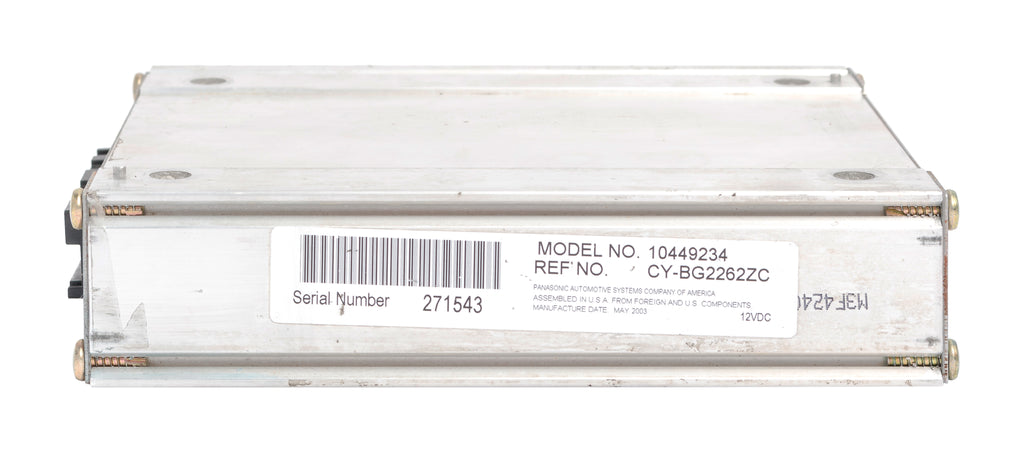 MODEL NO. 10449234
REF. NO. CY-BG2262ZC
PANASONIC AUTOMOTIVE SYSTEMS COMPANY OF AMERICA
ASSEMBLED IN U.S.A. FROM FOREIGN AND U.S. COMPONENTS.
MANUFACTURE DATE: MAY 2003
12VDC
Serial Number 271543